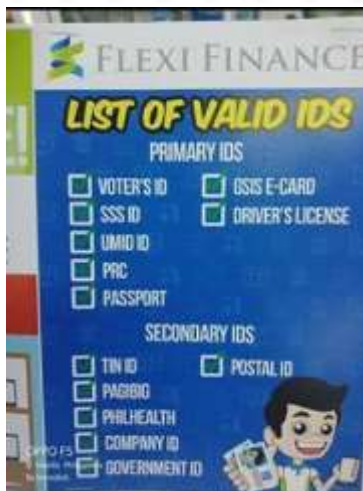 FLEXI FINANCE
LIST OF VALID IDS
PRIMARY IDS
VOTER'S ID
SSS ID
UMID ID
PRC
PASSPORT
GSIS E-CARD
DRIVER'S LICENSE
SECONDARY IDS
TIN ID
PAGIBIG
PHILHEALTH
COMPANY ID
GOVERNMENT ID
POSTAL ID
OPPO F5